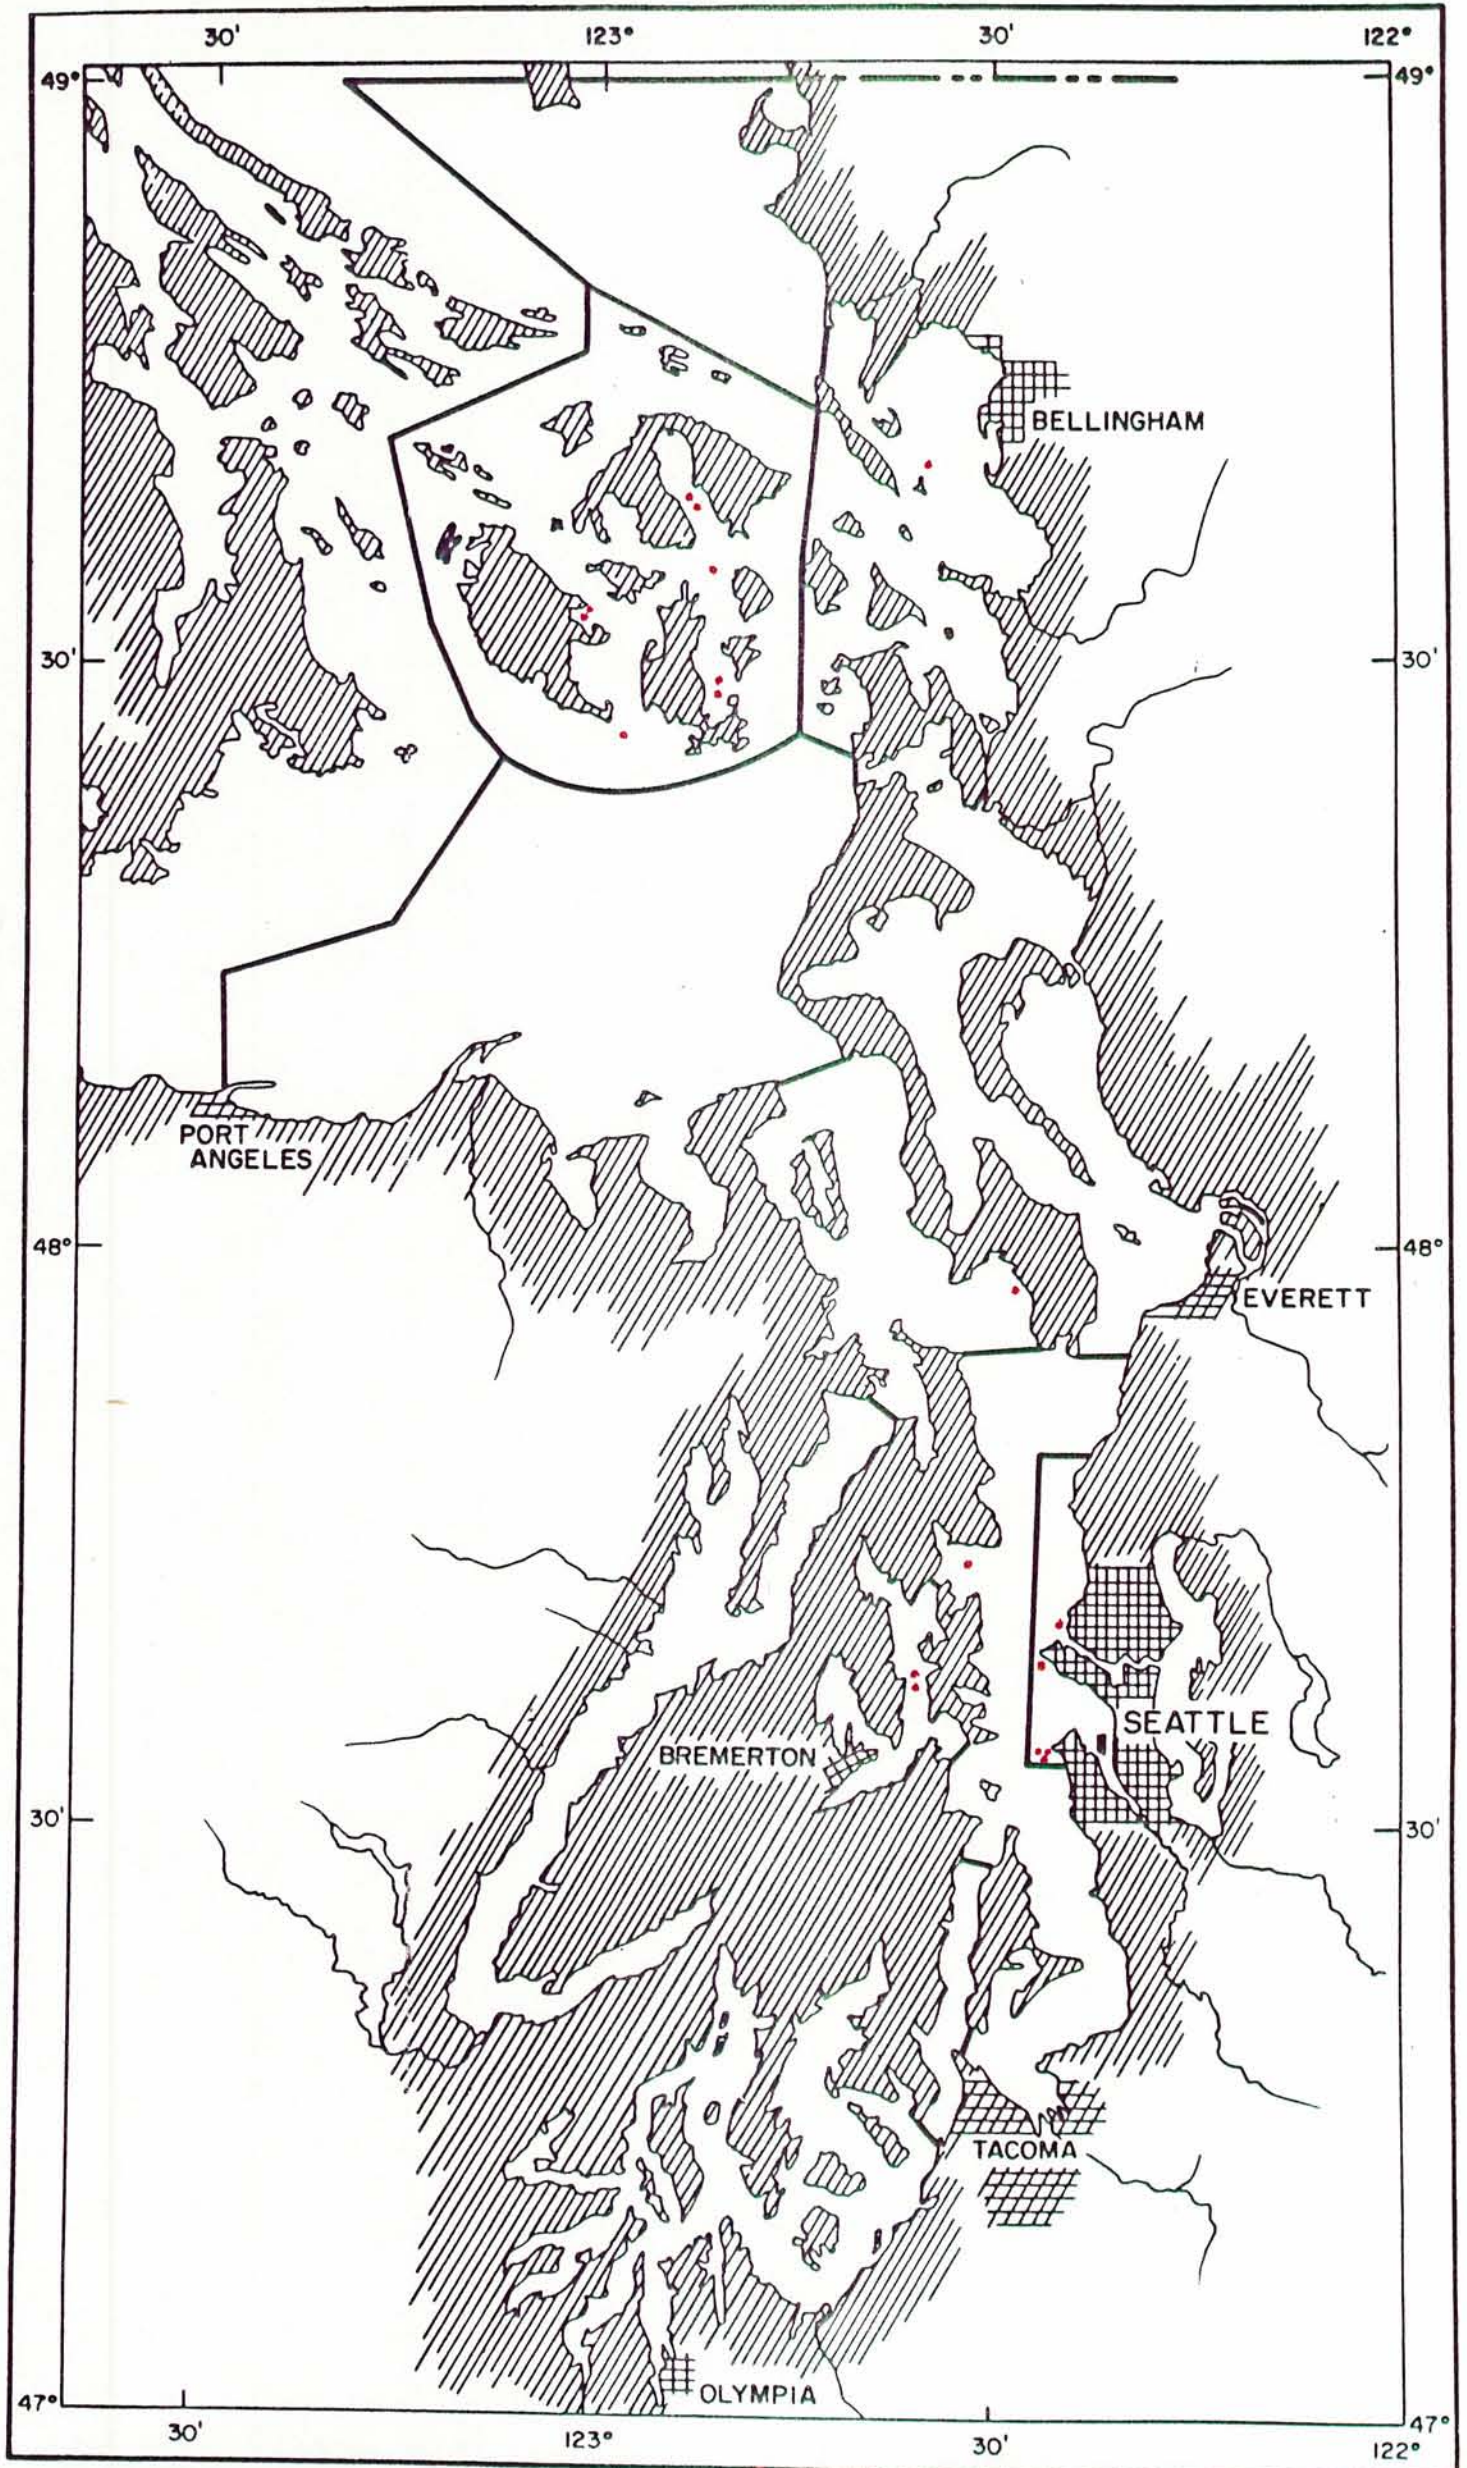 30' 123° 30' 122°
49° 49°
BELLINGHAM
30' 30'
PORT
ANGELES
48° 48°
EVERETT
SEATTLE
BREMERTON
30' 30'
TACOMA
OLYMPIA
47° 47°
30' 123° 30' 122°